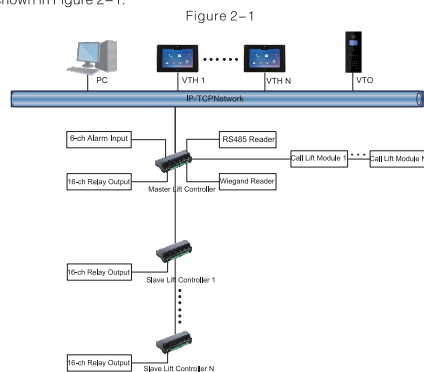 shown in Figure 2-1.
Figure 2-1
PC
VTH 1
VTH N
VTO
IP/TCPNetwork
6-ch Alarm Input
RS485 Reader
Call Lift Module 1
Call Lift Module N
16-ch Relay Output
Master Lift Controller
Wiegand Reader
16-ch Relay Output
Slave Lift Controller 1
16-ch Relay Output
Slave Lift Controller N